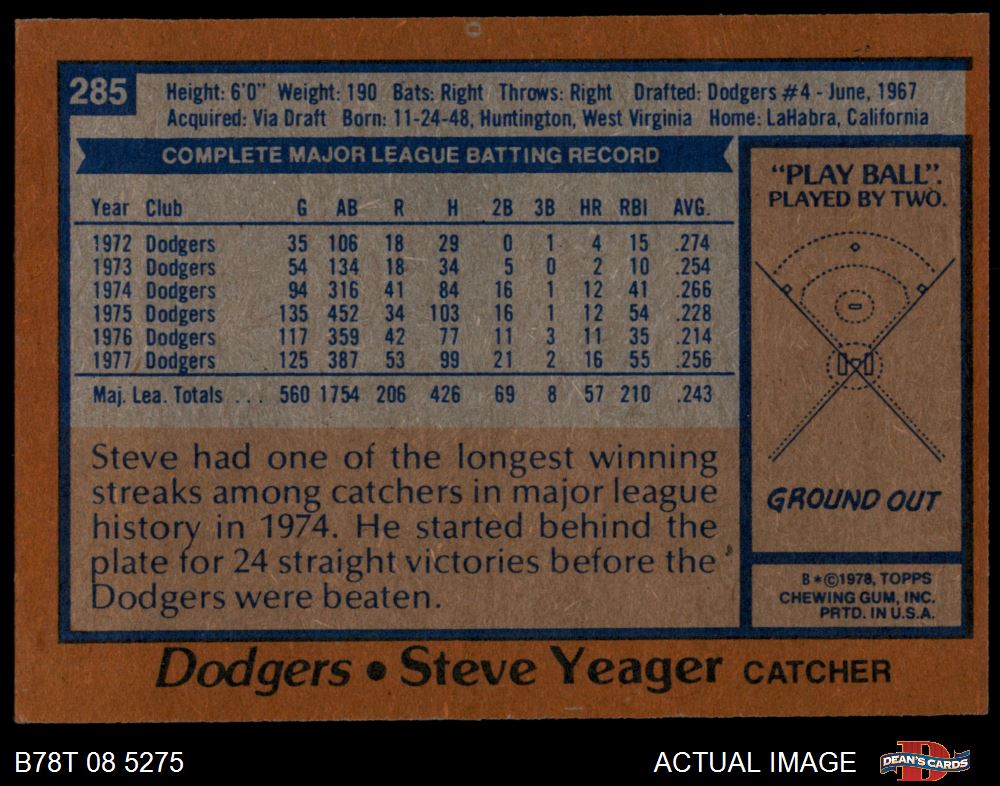 285
Height: 6'0" Weight: 190 Bats: Right Throws: Right Drafted: Dodgers #4 - June, 1967
Acquired: Via Draft Born: 11-24-48, Huntington, West Virginia Home: LaHabra, California
COMPLETE MAJOR LEAGUE BATTING RECORD
Year Club G AB R H 2B 3B HR RBI AVG.
1972 Dodgers 35 106 18 29 0 1 4 15 .274
1973 Dodgers 54 134 18 34 5 0 2 10 .254
1974 Dodgers 94 316 41 84 16 1 12 41 .266
1975 Dodgers 135 452 34 103 16 1 12 54 .228
1976 Dodgers 117 359 42 77 11 3 11 35 .214
1977 Dodgers 125 387 53 99 21 2 16 55 .256
Maj. Lea. Totals ... 560 1754 206 426 69 8 57 210 .243
Steve had one of the longest winning
streaks among catchers in major league
history in 1974. He started behind the
plate for 24 straight victories before the
Dodgers were beaten.
"PLAY BALL".
PLAYED BY TWO.
GROUND OUT
B*©1978, TOPPS
CHEWING GUM, INC.
PRTD. IN U.S.A.
Dodgers • Steve Yeager CATCHER
B78T 08 5275
ACTUAL IMAGE
D
DEAN'S CARDS